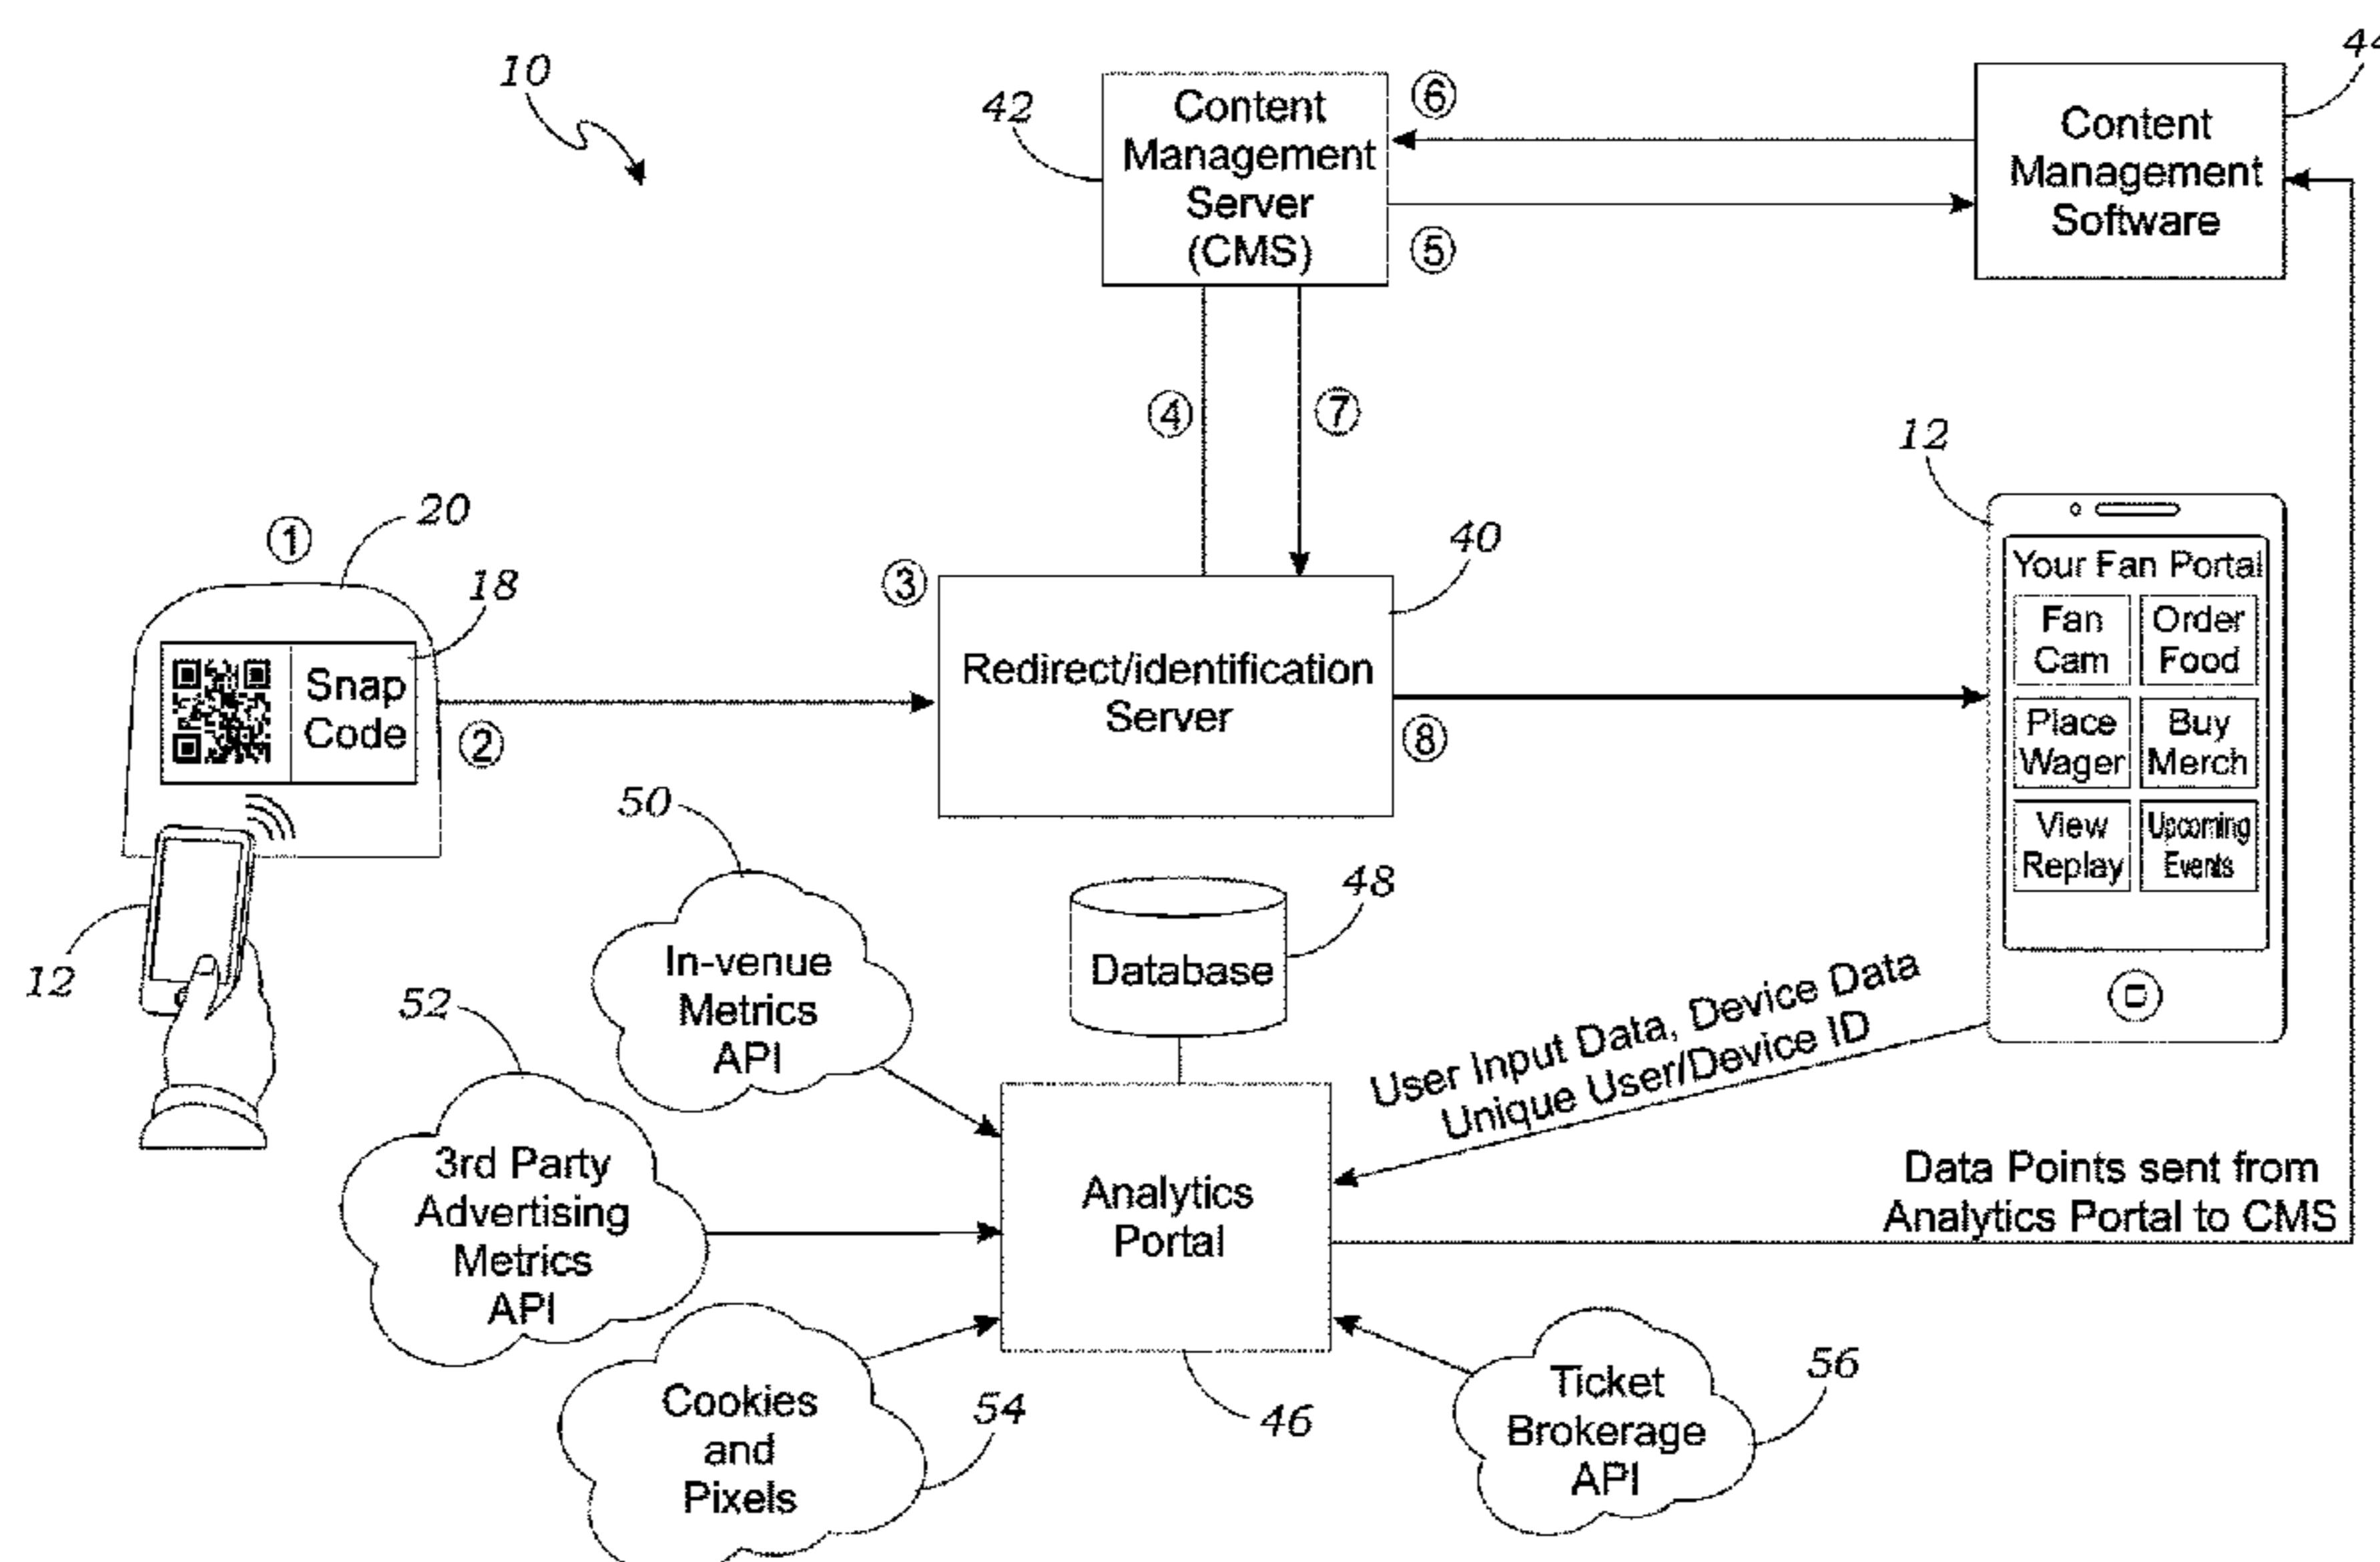 10
42
Content
Management
Server
(CMS)
6
5
44
Content
Management
Software
4
7
12
1
20
18
Snap
Code
2
3
40
Redirect/identification
Server
8
Your Fan Portal
Fan
Cam
Order
Food
Place
Wager
Buy
Merch
View
Replay
Upcoming
Events
12
50
In-venue
Metrics
API
48
Database
52
3rd Party
Advertising
Metrics
API
User Input Data, Device Data
Unique User/Device ID
Analytics
Portal
Data Points sent from
Analytics Portal to CMS
Cookies
and
Pixels
54
46
Ticket
Brokerage
API
56